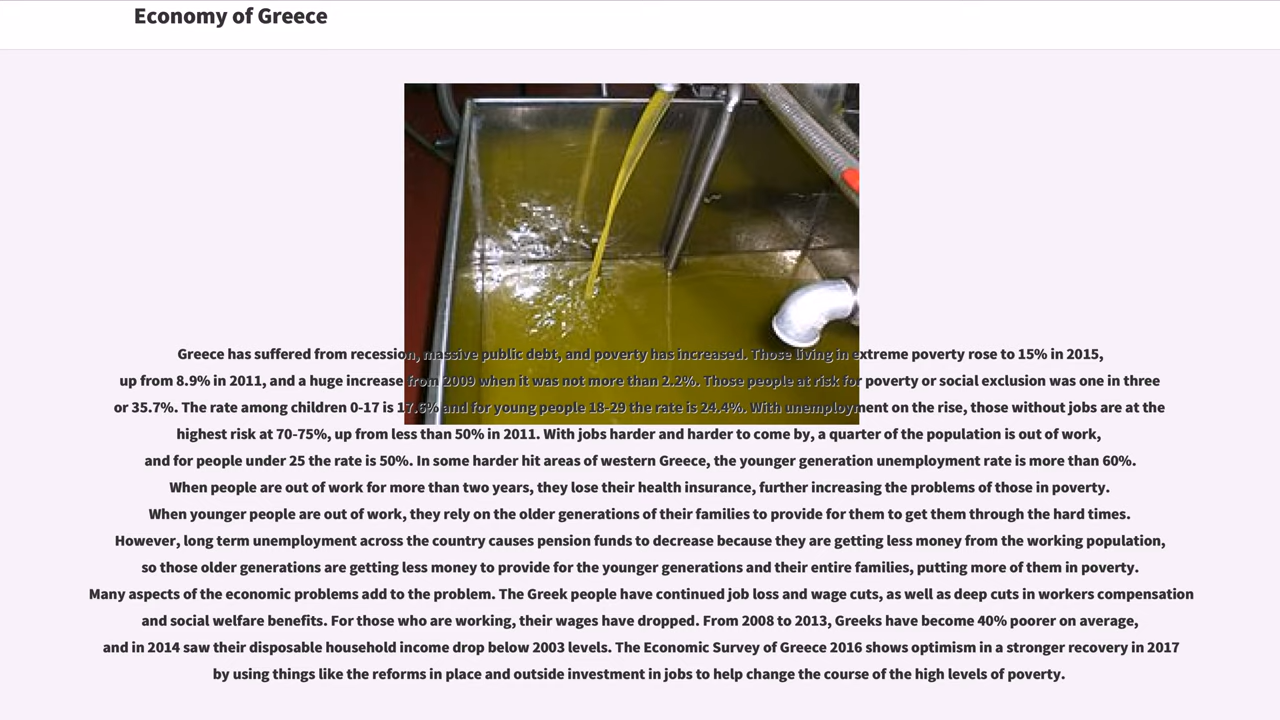 Economy of Greece
Greece has suffered from recession, massive public debt, and poverty has increased. Those living in extreme poverty rose to 15% in 2015,
up from 8.9% in 2011, and a huge increase from 2009 when it was not more than 2.2%. Those people at risk for poverty or social exclusion was one in three
or 35.7%. The rate among children 0-17 is 17.6% and for young people 18-29 the rate is 24.4%. With unemployment on the rise, those without jobs are at the
highest risk at 70-75%, up from less than 50% in 2011. With jobs harder and harder to come by, a quarter of the population is out of work,
and for people under 25 the rate is 50%. In some harder hit areas of western Greece, the younger generation unemployment rate is more than 60%.
When people are out of work for more than two years, they lose their health insurance, further increasing the problems of those in poverty.
When younger people are out of work, they rely on the older generations of their families to provide for them to get them through the hard times.
However, long term unemployment across the country causes pension funds to decrease because they are getting less money from the working population,
so those older generations are getting less money to provide for the younger generations and their entire families, putting more of them in poverty.
Many aspects of the economic problems add to the problem. The Greek people have continued job loss and wage cuts, as well as deep cuts in workers compensation
and social welfare benefits. For those who are working, their wages have dropped. From 2008 to 2013, Greeks have become 40% poorer on average,
and in 2014 saw their disposable household income drop below 2003 levels. The Economic Survey of Greece 2016 shows optimism in a stronger recovery in 2017
by using things like the reforms in place and outside investment in jobs to help change the course of the high levels of poverty.